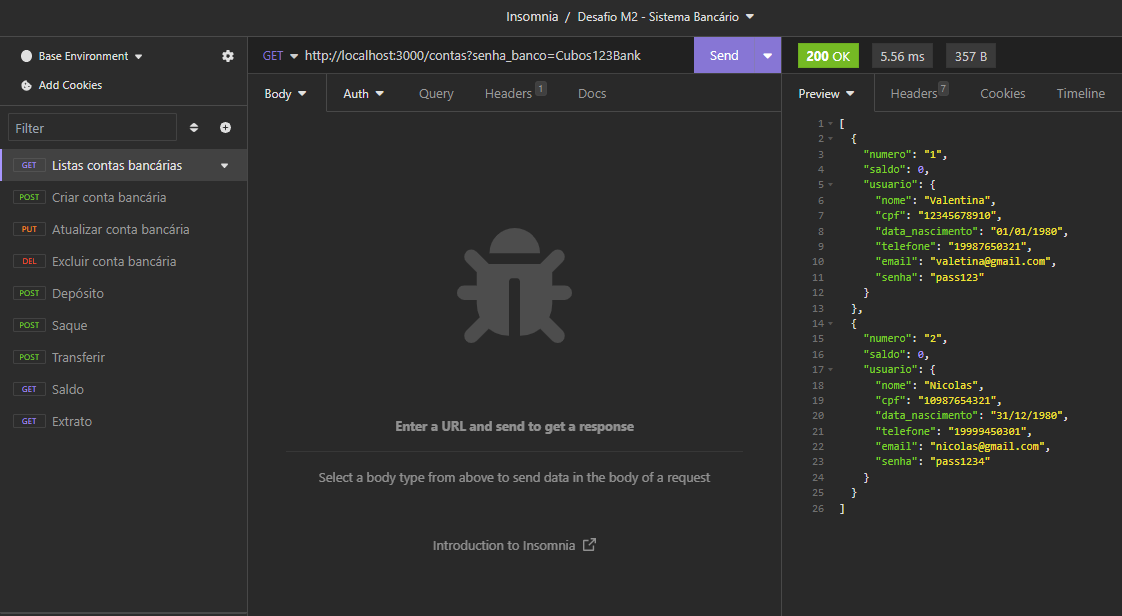 Insomnia / Desafio M2 - Sistema Bancário
Base Environment
Add Cookies
Filter
GET Listas contas bancárias
POST Criar conta bancária
PUT Atualizar conta bancária
DEL Excluir conta bancária
POST Depósito
POST Saque
POST Transferir
GET Saldo
GET Extrato
GET http://localhost:3000/contas?senha_banco=Cubos123Bank Send
Body Auth Query Headers 1 Docs
Enter a URL and send to get a response
Select a body type from above to send data in the body of a request
Introduction to Insomnia
200 OK 5.56 ms 357 B
Preview Headers 7 Cookies Timeline
1 [
2 {
3 "numero": "1",
4 "saldo": 0,
5 "usuario": {
6 "nome": "Valentina",
7 "cpf": "12345678910",
8 "data_nascimento": "01/01/1980",
9 "telefone": "19987650321",
10 "email": "valetina@gmail.com",
11 "senha": "pass123"
12 }
13 },
14 {
15 "numero": "2",
16 "saldo": 0,
17 "usuario": {
18 "nome": "Nicolas",
19 "cpf": "10987654321",
20 "data_nascimento": "31/12/1980",
21 "telefone": "19999450301",
22 "email": "nicolas@gmail.com",
23 "senha": "pass1234"
24 }
25 }
26 ]